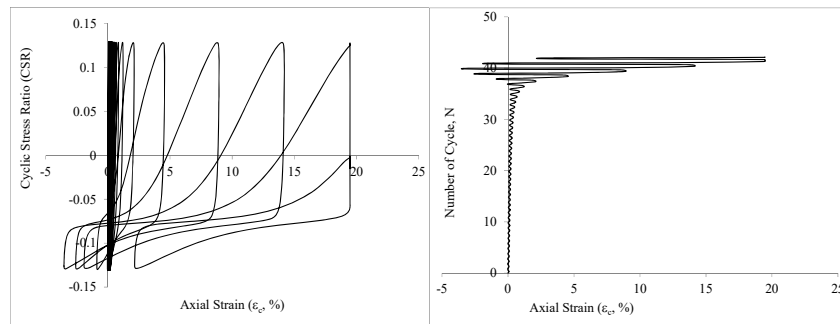 0.15
0.1
0.05
0
-0.05
-0.1
-0.15
-5 0 5 10 15 20 25
Cyclic Stress Ratio (CSR)
Axial Strain (εc, %)
50
40
30
20
10
0
-5 0 5 10 15 20 25
Number of Cycle, N
Axial Strain (εc, %)